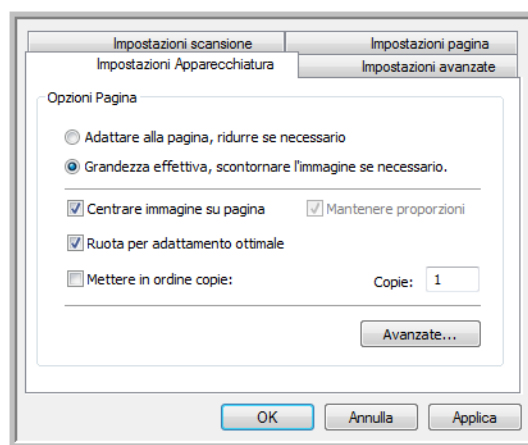 Impostazioni scansione
Impostazioni pagina
Impostazioni Apparecchiatura
Impostazioni avanzate
Opzioni Pagina
Adattare alla pagina, ridurre se necessario
Grandezza effettiva, scontornare l'immagine se necessario.
Centrare immagine su pagina
Mantenere proporzioni
Ruota per adattamento ottimale
Mettere in ordine copie:
Copie: 1
Avanzate...
OK
Annulla
Applica